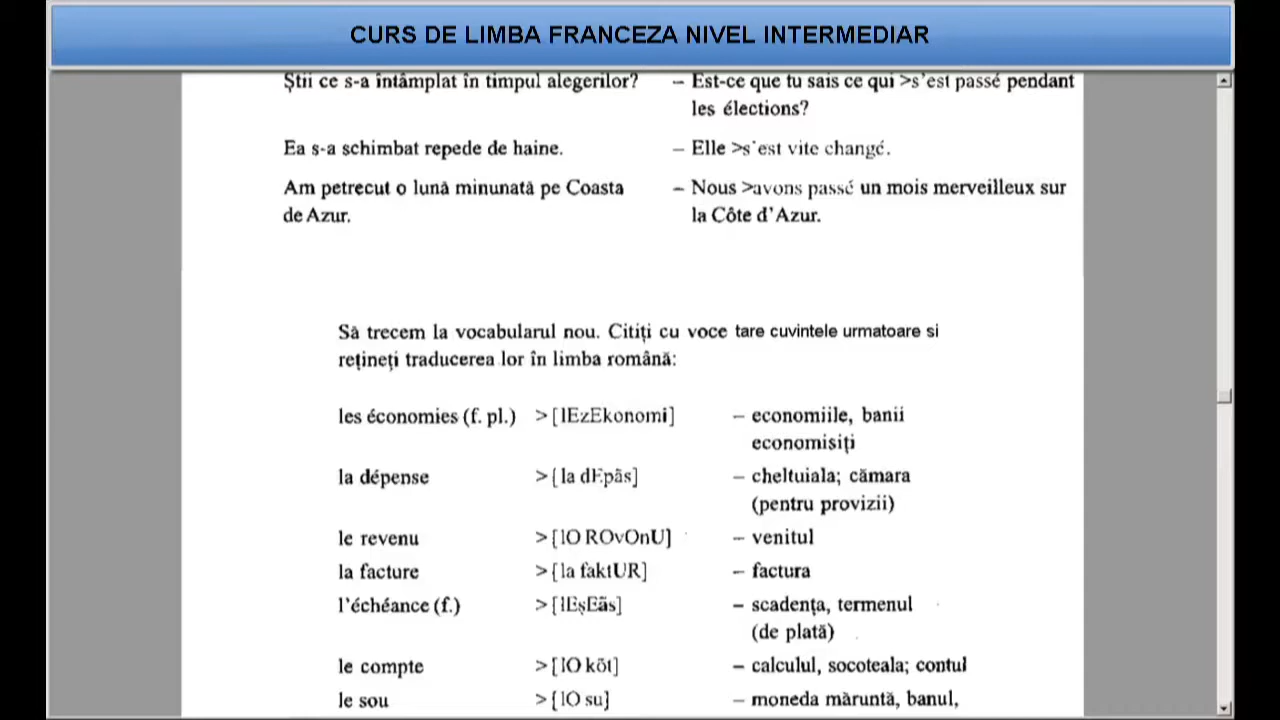 CURS DE LIMBA FRANCEZA NIVEL INTERMEDIAR
Știi ce s-a întâmplat în timpul alegerilor? – Est-ce que tu sais ce qui >s'est passé pendant
les élections?
Ea s-a schimbat repede de haine. – Elle >s'est vite changé.
Am petrecut o lună minunată pe Coasta – Nous >avons passé un mois merveilleux sur
de Azur. la Côte d'Azur.
Să trecem la vocabularul nou. Citiți cu voce tare cuvintele urmatoare si
rețineți traducerea lor în limba română:
les économies (f. pl.) >[lEzEkonomi] – economiile, banii
economisiți
la dépense >[la dEpãs] – cheltuiala; cămara
(pentru provizii)
le revenu >[lO ROvOnU] – venitul
la facture >[la faktUR] – factura
l'échéance (f.) >[lEșEãs] – scadența, termenul
(de plată)
le compte >[lO kõt] – calculul, socoteala; contul
le sou >[lO su] – moneda măruntă, banul,